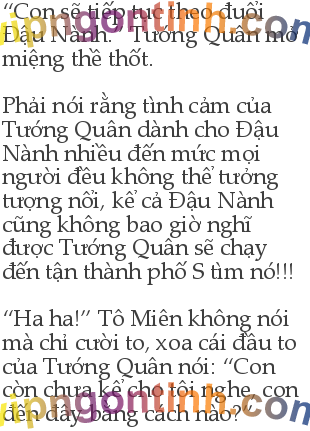 “Con sẽ tiếp tục theo đuôi
Đậu Nành.” Tướng Quân mở
miệng thề thốt.
Phải nói rằng tình cảm của
Tướng Quân dành cho Đậu
Nành nhiều đến mức mọi
người đều không thể tưởng
tượng nổi, kể cả Đậu Nành
cũng không bao giờ nghĩ
được Tướng Quân sẽ chạy
đến tận thành phố S tìm nó!!!
“Ha ha!” Tô Miên không nói
mà chỉ cười to, xoa cái đầu to
của Tướng Quân nói: “Con
còn chưa kể cho tôi nghe, con
đến đây bằng cách nào?”
vipngontinh.com
vipngontinh.com